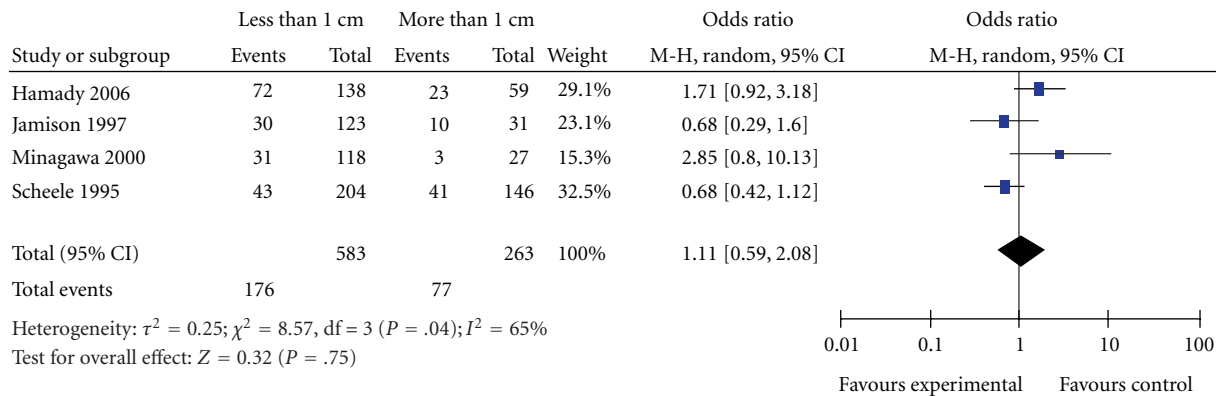 Less than 1 cm More than 1 cm Odds ratio Odds ratio
Study or subgroup Events Total Events Total Weight M-H, random, 95% CI M-H, random, 95% CI
Hamady 2006 72 138 23 59 29.1% 1.71 [0.92, 3.18]
Jamison 1997 30 123 10 31 23.1% 0.68 [0.29, 1.6]
Minagawa 2000 31 118 3 27 15.3% 2.85 [0.8, 10.13]
Scheele 1995 43 204 41 146 32.5% 0.68 [0.42, 1.12]
Total (95% CI) 583 263 100% 1.11 [0.59, 2.08]
Total events 176 77
Heterogeneity: τ² = 0.25; χ² = 8.57, df = 3 (P = .04); I² = 65%
Test for overall effect: Z = 0.32 (P = .75)
0.01 0.1 1 10 100
Favours experimental Favours control